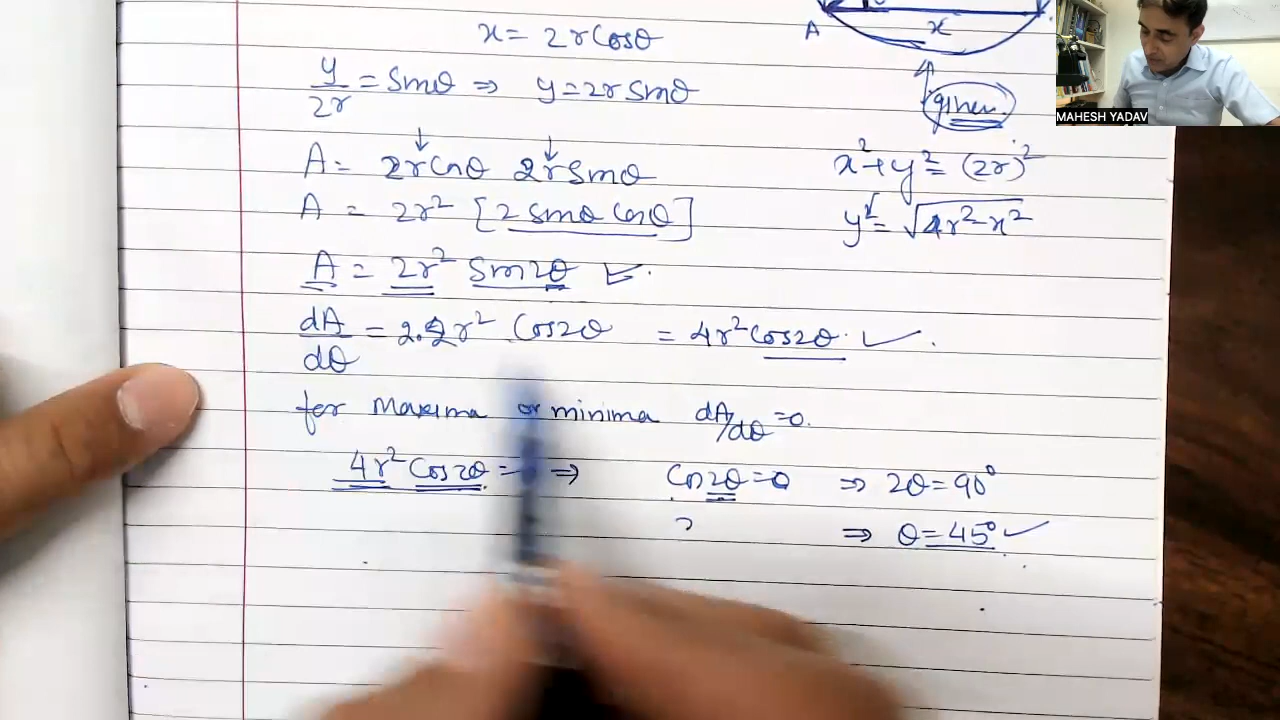 x = 2r Cosθ
y/2r = Sinθ ⇒ y = 2r Sinθ
A = 2r Cosθ 2r Sinθ
A = 2r² [2 Sinθ Cosθ]
A = 2r² Sin2θ
dA/dθ = 2.2r² Cos2θ = 4r² Cos2θ.
for Maxima or minima dA/dθ = 0.
4r² Cos2θ = 0 ⇒ Cos2θ = 0 ⇒ 2θ = 90°
⇒ θ = 45° ✓
A x
given
x² + y² = (2r)²
y = √4r² - x²
MAHESH YADAV